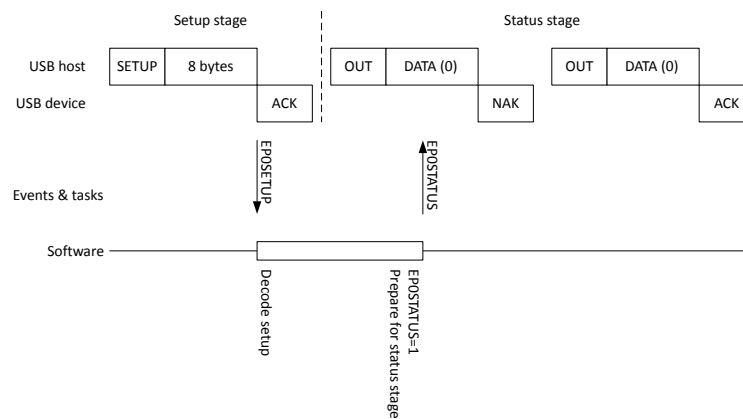 Setup stage
Status stage
USB host
SETUP
8 bytes
OUT
DATA (0)
OUT
DATA (0)
USB device
ACK
NAK
ACK
EP0SETUP
EP0STATUS
Events & tasks
Software
Decode setup
EP0STATUS=1
Prepare for status stage